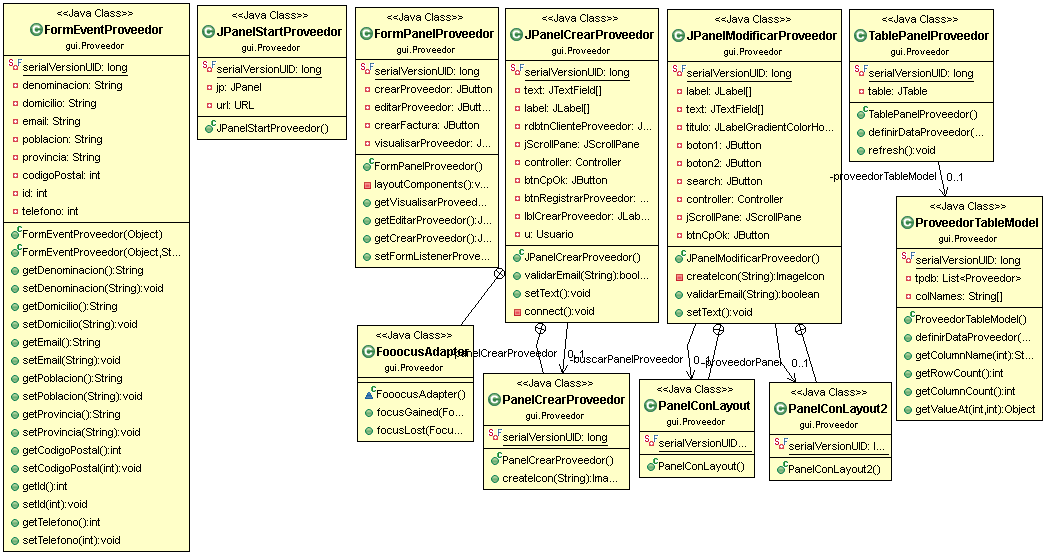 <<Java Class>>
FormEventProveedor
gui.Proveedor
serialVersionUID: long
denominacion: String
domicilio: String
email: String
poblacion: String
provincia: String
codigoPostal: int
id: int
telefono: int
FormEventProveedor(Object)
FormEventProveedor(Object,St...
getDenominacion():String
setDenominacion(String):void
getDomicilio():String
setDomicilio(String):void
getEmail():String
setEmail(String):void
getPoblacion():String
setPoblacion(String):void
getProvincia():String
setProvincia(String):void
getCodigoPostal():int
setCodigoPostal(int):void
getId():int
setId(int):void
getTelefono():int
setTelefono(int):void
<<Java Class>>
JPanelStartProveedor
gui.Proveedor
serialVersionUID: long
jp: JPanel
url: URL
JPanelStartProveedor()
<<Java Class>>
FormPanelProveedor
gui.Proveedor
serialVersionUID: long
crearProveedor: JButton
editarProveedor: JButt...
crearFactura: JButton
visualisarProveedor: J...
FormPanelProveedor()
layoutComponents():v...
getVisualisarProveed...
getEditarProveedor():J...
getCrearProveedor():J...
setFormListenerProve...
<<Java Class>>
JPanelCrearProveedor
gui.Proveedor
serialVersionUID: long
text: JTextField[]
label: JLabel[]
rdbtnClienteProveedor: J...
jScrollPane: JScrollPane
controller: Controller
btnCpOk: JButton
btnRegistrarProveedor: ...
lblCrearProveedor: JLab...
u: Usuario
JPanelCrearProveedor()
validarEmail(String):bool...
setText():void
connect():void
<<Java Class>>
JPanelModificarProveedor
gui.Proveedor
serialVersionUID: long
label: JLabel[]
text: JTextField[]
titulo: JLabelGradientColorHo...
boton1: JButton
boton2: JButton
search: JButton
controller: Controller
jScrollPane: JScrollPane
btnCpOk: JButton
JPanelModificarProveedor()
createIcon(String):ImageIcon
validarEmail(String):boolean
setText():void
<<Java Class>>
TablePanelProveedor
gui.Proveedor
serialVersionUID: long
table: JTable
TablePanelProveedor()
definirDataProveedor(...
refresh():void
-proveedorTableModel
0..1
<<Java Class>>
ProveedorTableModel
gui.Proveedor
serialVersionUID: long
tpdb: List<Proveedor>
colNames: String[]
ProveedorTableModel()
definirDataProveedor(...
getColumnName(int):St...
getRowCount():int
getColumnCount():int
getValueAt(int,int):Object
<<Java Class>>
FooocusAdaptor
gui.Proveedor
FooocusAdapter()
focusGained(Fo...
focusLost(Focu...
panelCrearProveedor
0..1
<<Java Class>>
PanelCrearProveedor
gui.Proveedor
serialVersionUID: long
PanelCrearProveedor()
createIcon(String):Ima...
-buscarPanelProveedor
0..1
<<Java Class>>
PanelConLayout
gui.Proveedor
serialVersionUID...
PanelConLayout()
-proveedorPanel
0..1
<<Java Class>>
PanelConLayout2
gui.Proveedor
serialVersionUID: l...
PanelConLayout2()